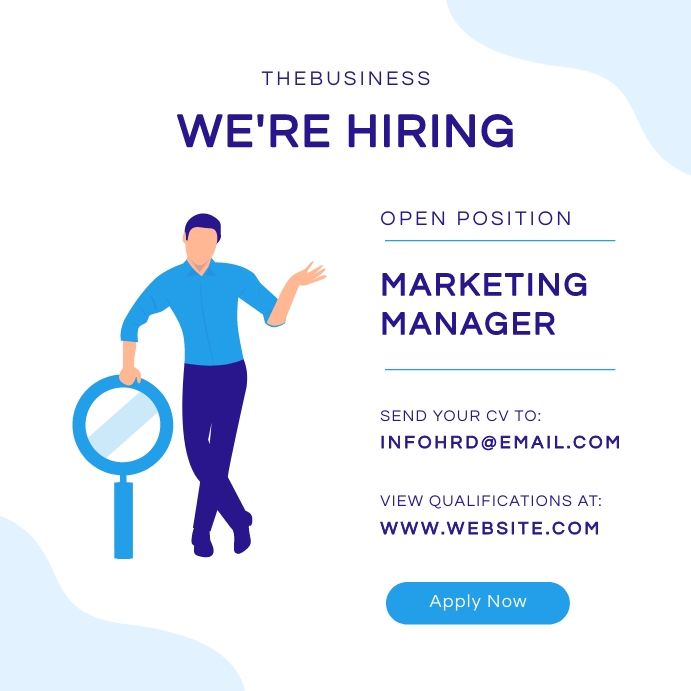 THEBUSINESS
WE'RE HIRING
OPEN POSITION
MARKETING
MANAGER
SEND YOUR CV TO:
INFOHRD@EMAIL.COM
VIEW QUALIFICATIONS AT:
WWW.WEBSITE.COM
Apply Now